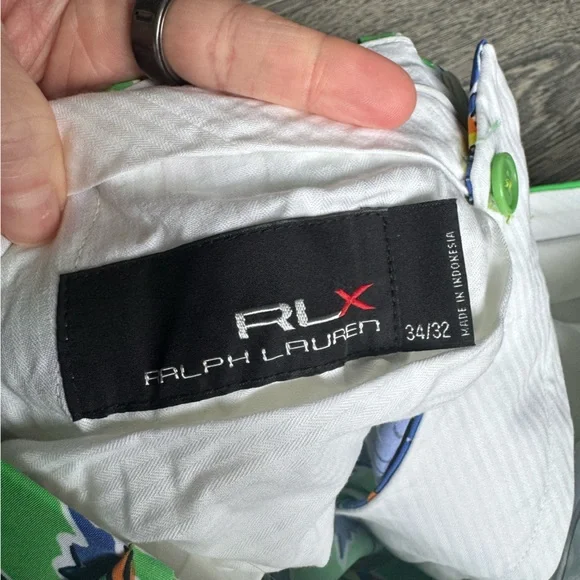 RLX
RALPH LAUREN
34/32
MADE IN INDONESIA